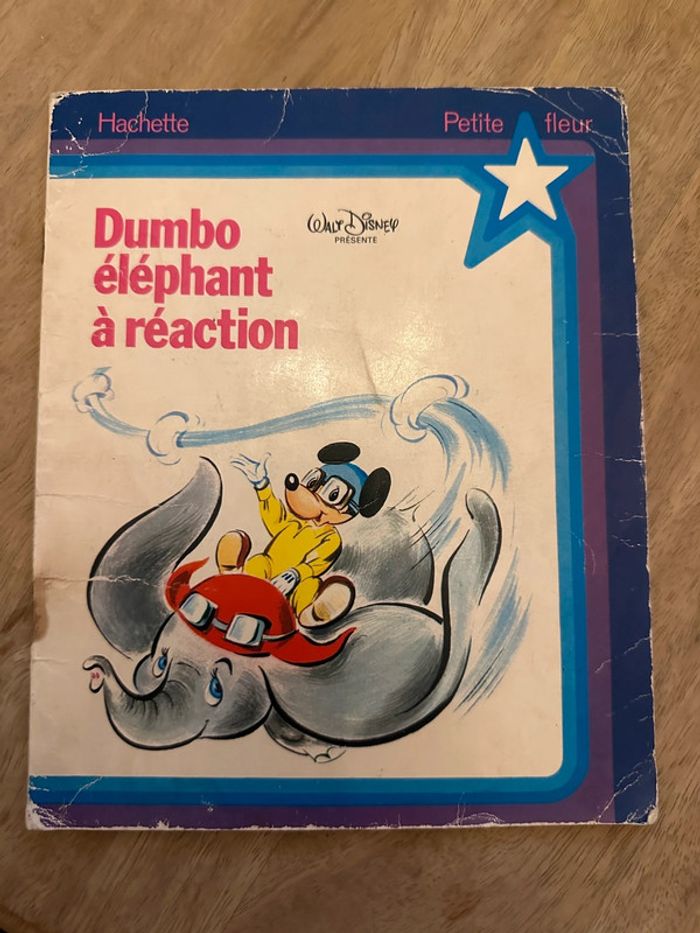 Hachette
Petite fleur
Walt Disney
PRÉSENTE
Dumbo
éléphant
à réaction